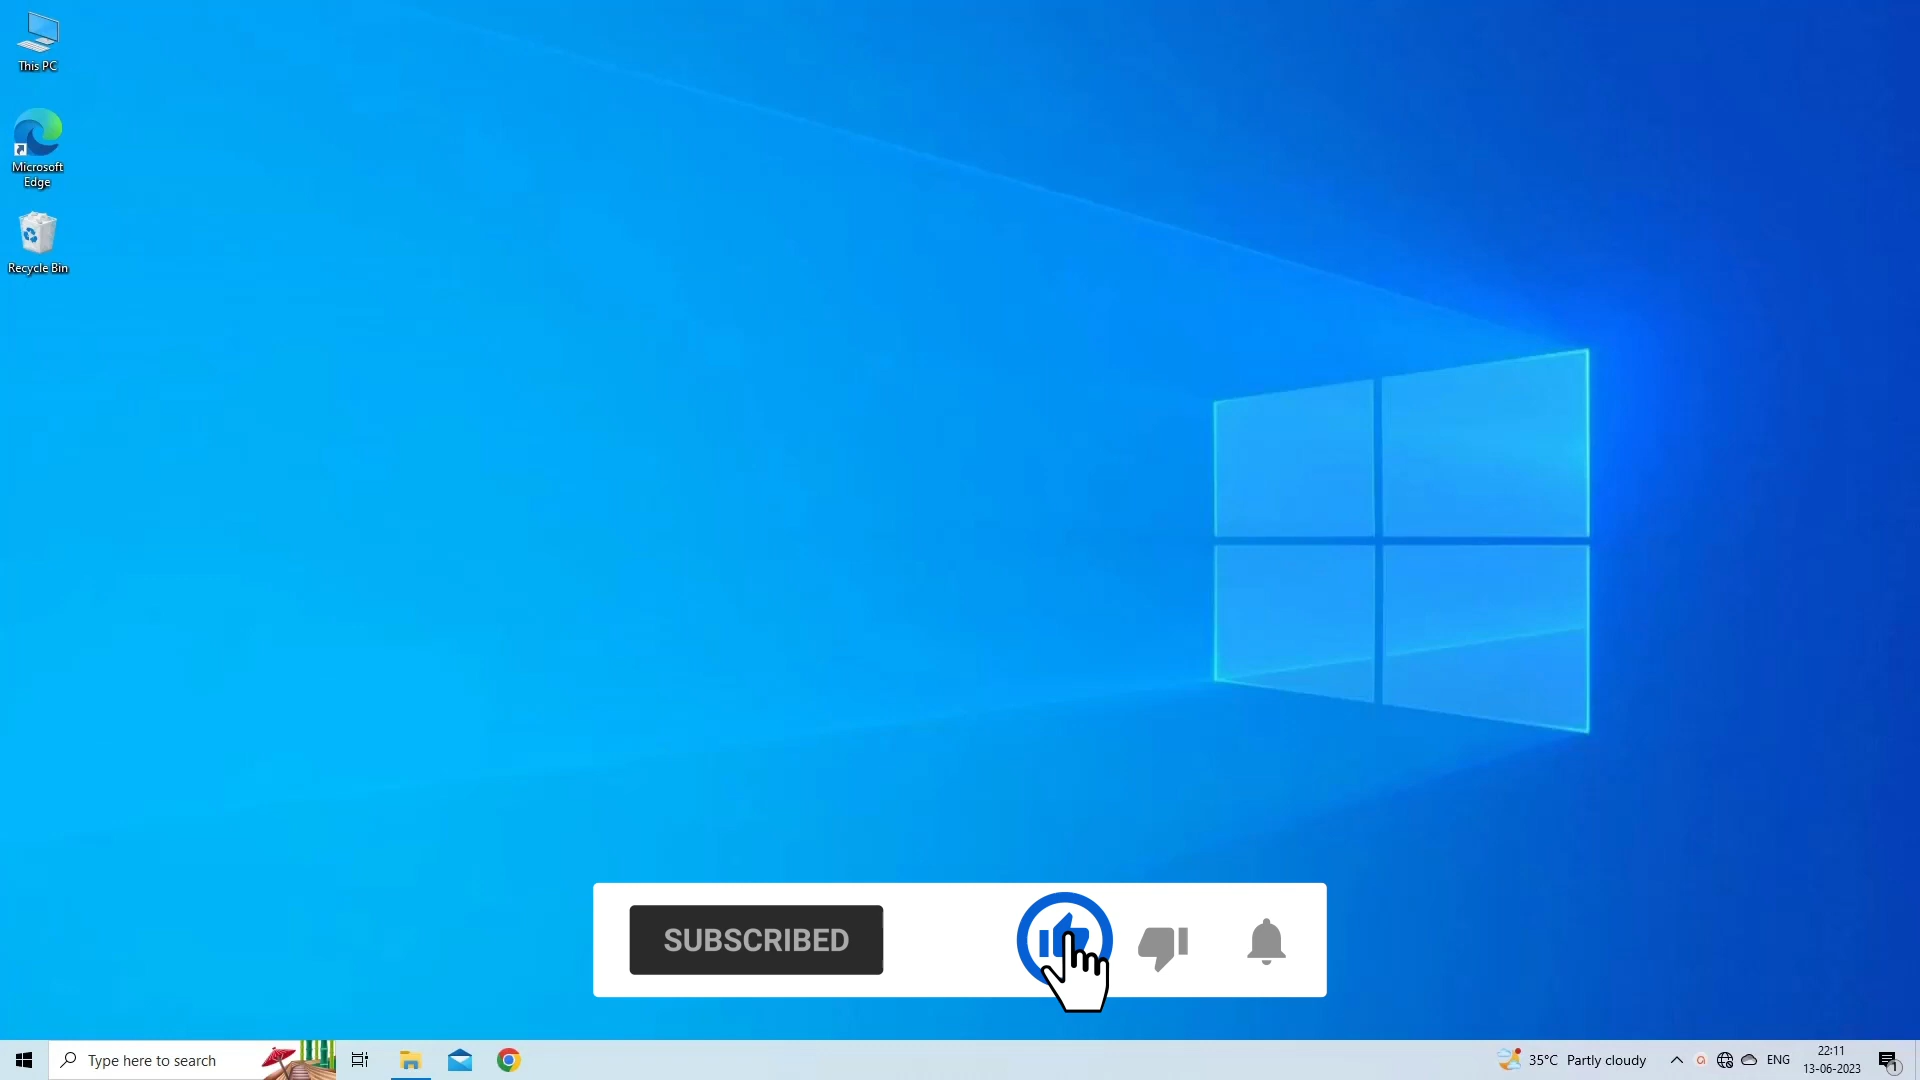 This PC
Microsoft
Edge
Recycle Bin
SUBSCRIBED
Type here to search
35°C Partly cloudy
ENG
22:11
13-06-2023
1